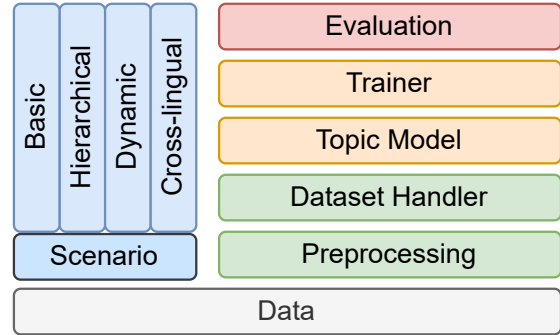 Basic
Hierarchical
Dynamic
Cross-lingual
Scenario
Evaluation
Trainer
Topic Model
Dataset Handler
Preprocessing
Data